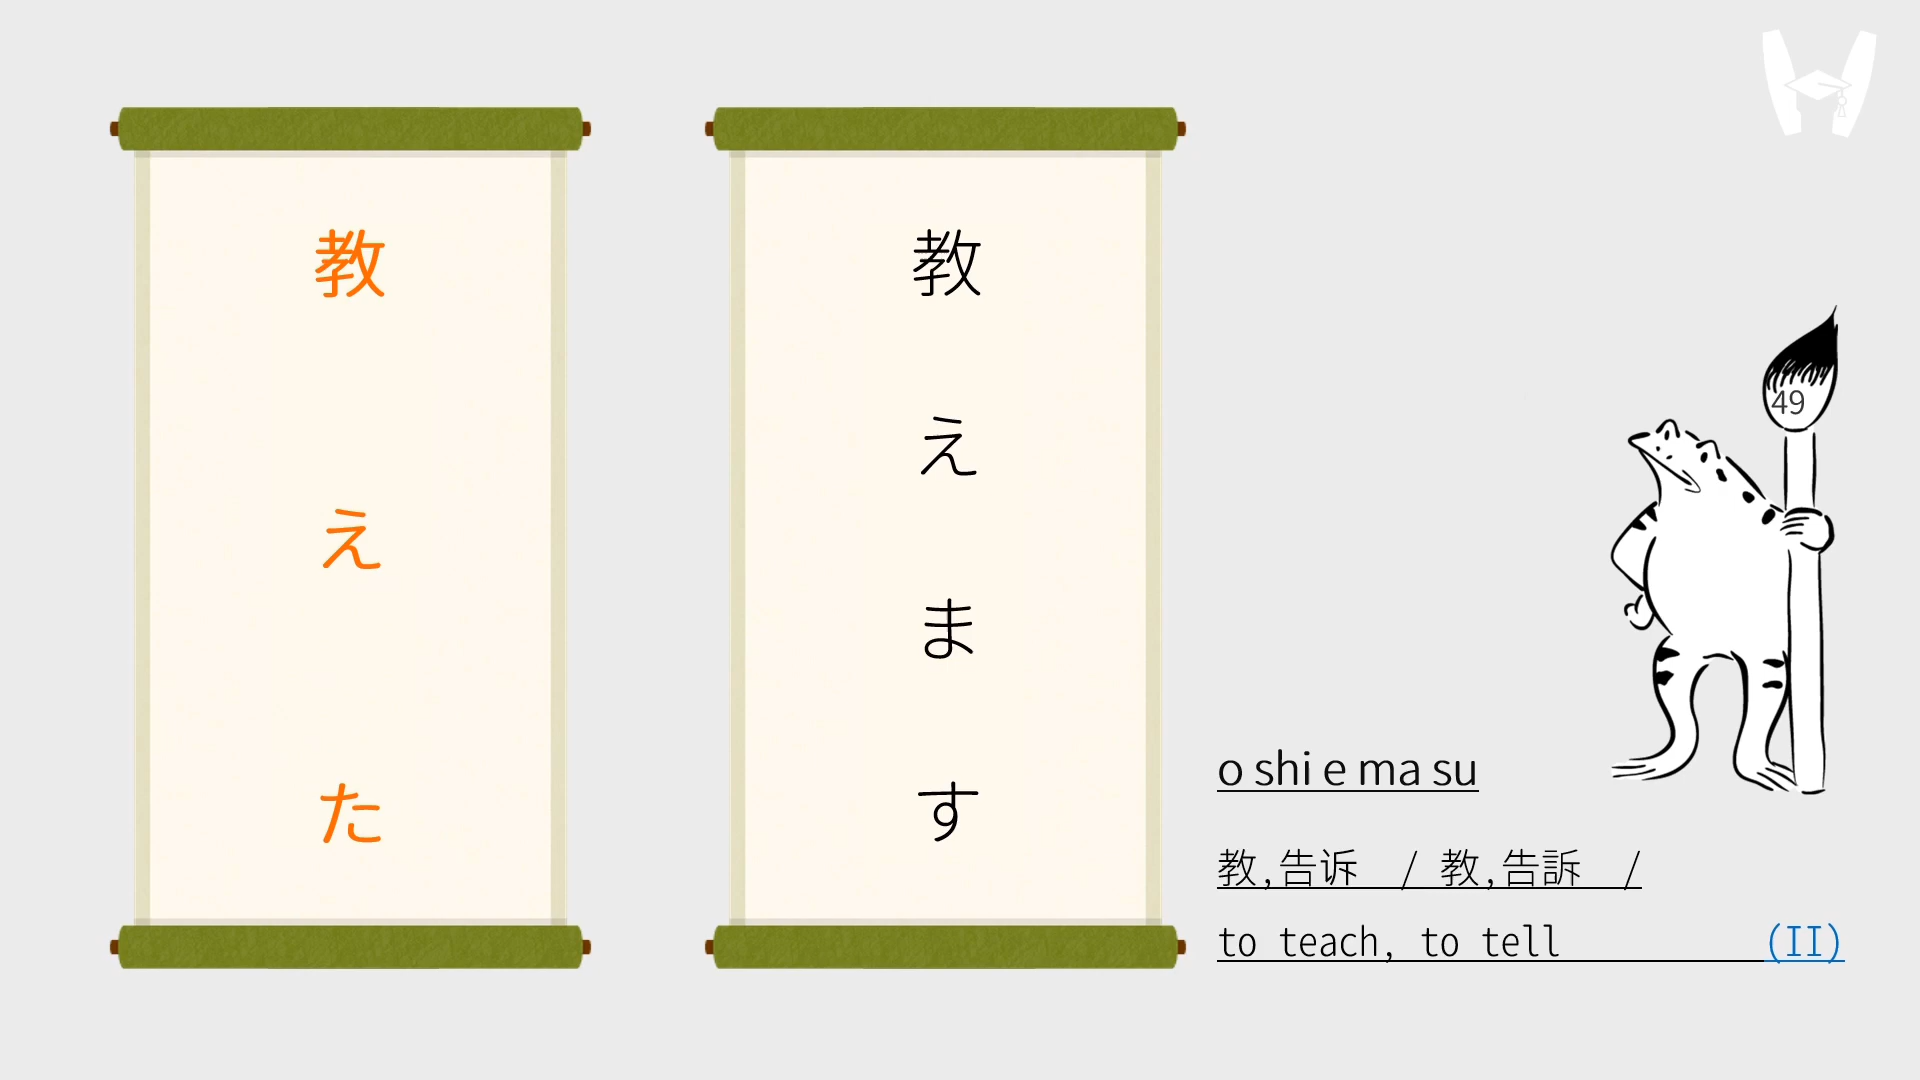 教えた
教えます
49
o shi e ma su
教,告诉 / 教,告訴 /
to teach, to tell (II)